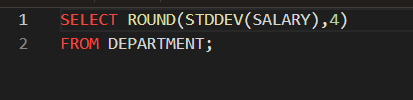 1 SELECT ROUND(STDDEV(SALARY),4)
2 FROM DEPARTMENT;